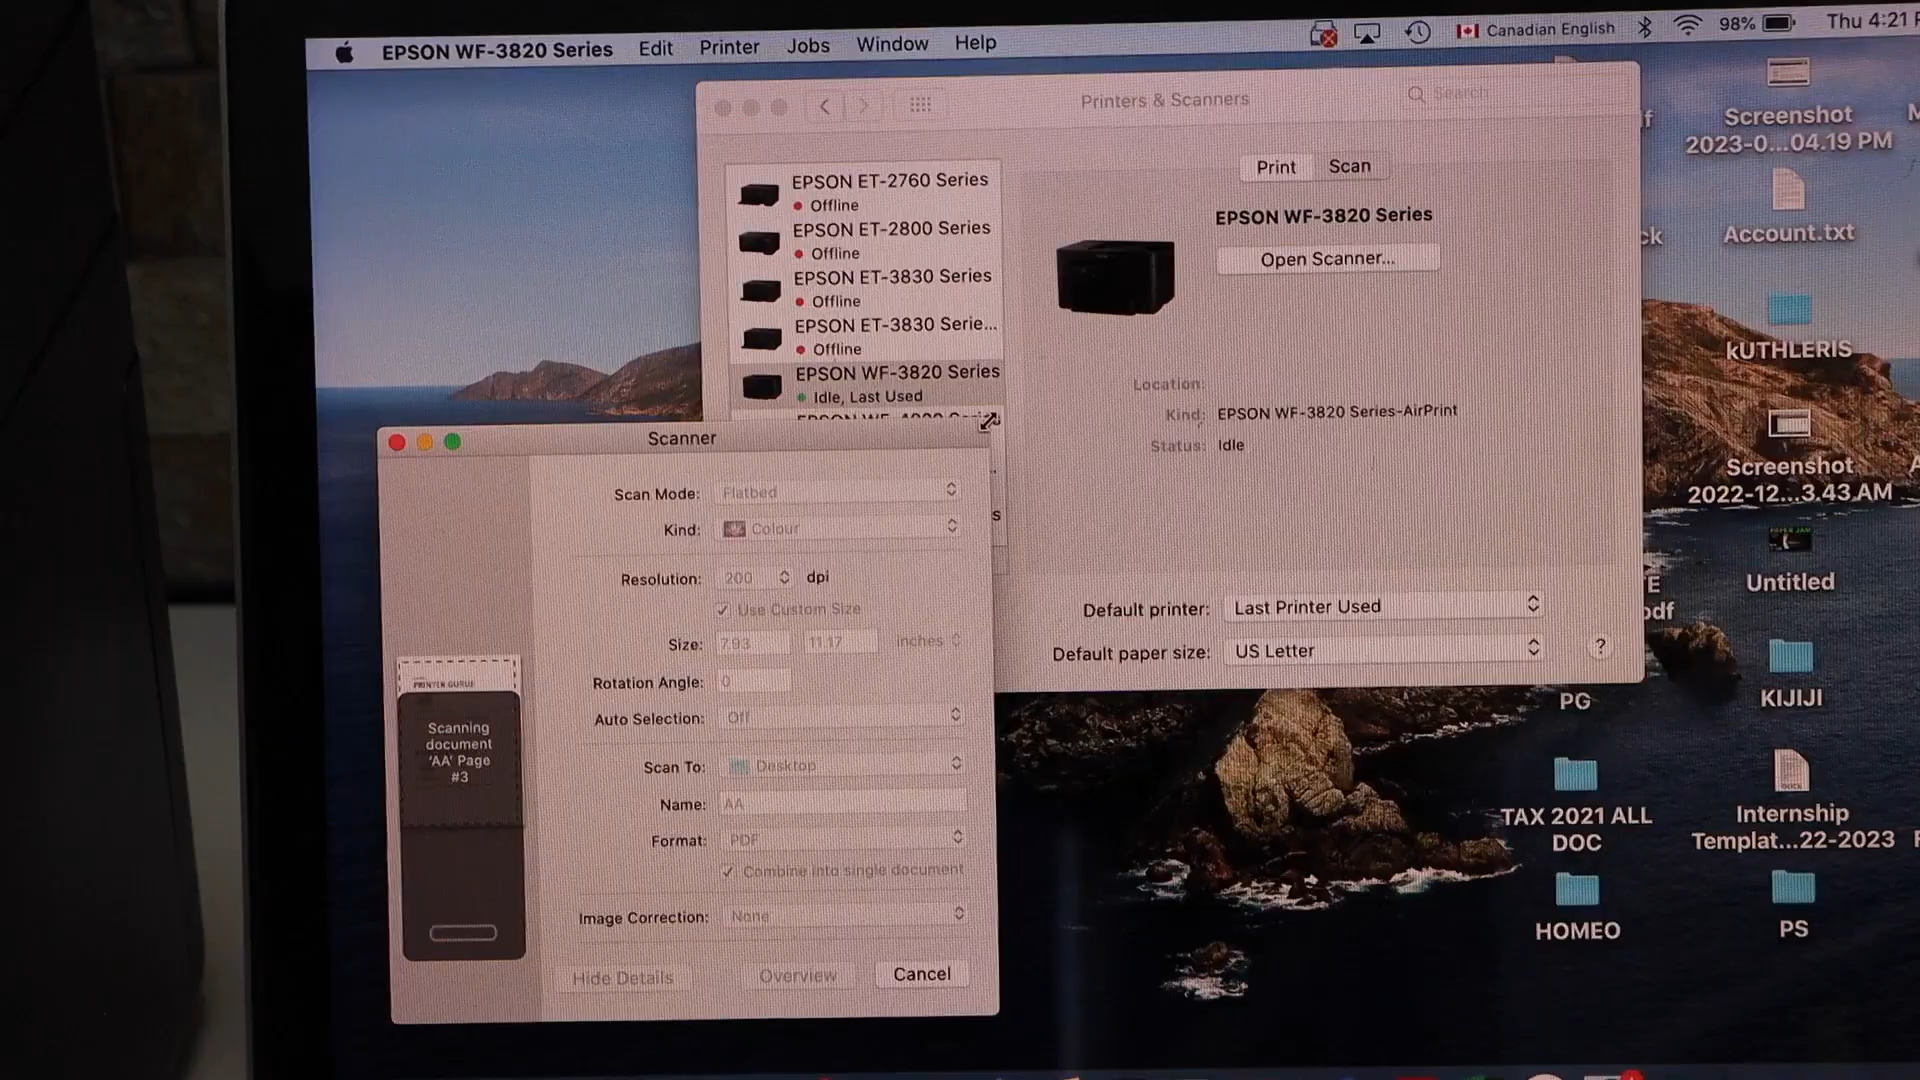 EPSON WF-3820 Series Edit Printer Jobs Window Help
Canadian English 98% Thu 4:21
Printers & Scanners
Search
EPSON ET-2760 Series
Offline
EPSON ET-2800 Series
Offline
EPSON ET-3830 Series
Offline
EPSON ET-3830 Serie...
Offline
EPSON WF-3820 Series
Idle, Last Used
Print Scan
EPSON WF-3820 Series
Open Scanner...
Location:
Kind: EPSON WF-3820 Series-AirPrint
Status: Idle
Default printer: Last Printer Used
Default paper size: US Letter
?
Scanner
Scan Mode: Flatbed
Kind: Colour
Resolution: 200 dpi
Use Custom Size
Size: 7.93 11.17 inches
Rotation Angle: 0
Auto Selection: Off
Scan To: Desktop
Name: AA
Format: PDF
Combine into single document
Image Correction: None
Hide Details Overview Cancel
PRINTER GURUE
Scanning
document
'AA' Page
#3
Screenshot
2023-0...04.19 PM
Account.txt
kUTHLERIS
Screenshot
2022-12...3.43 AM
Untitled
PG
KIJIJI
TAX 2021 ALL
DOC
Internship
Templat...22-2023
HOMEO
PS